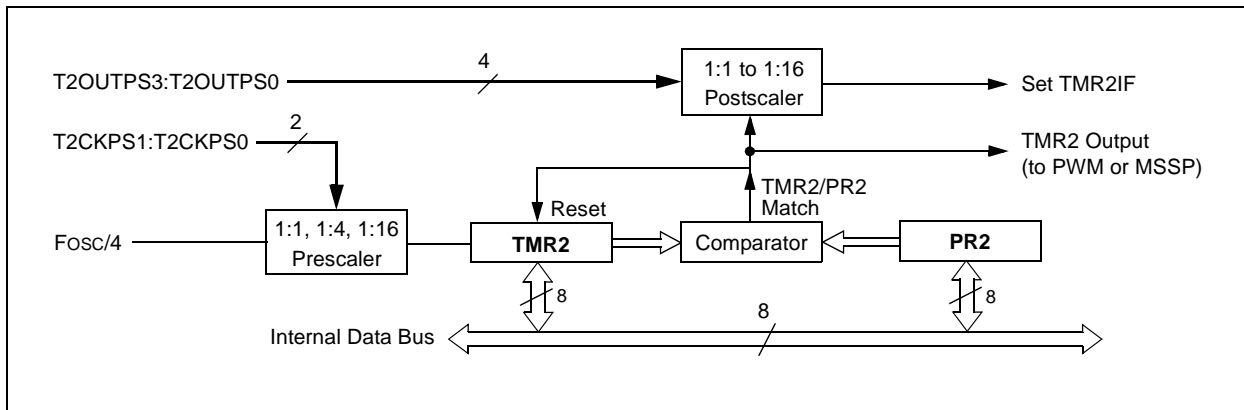 T2OUTPS3:T2OUTPS0
4
1:1 to 1:16
Postscaler
Set TMR2IF
T2CKPS1:T2CKPS0
2
TMR2 Output
(to PWM or MSSP)
TMR2/PR2
Match
Reset
FOSC/4
1:1, 1:4, 1:16
Prescaler
TMR2
Comparator
PR2
8
8
Internal Data Bus
8